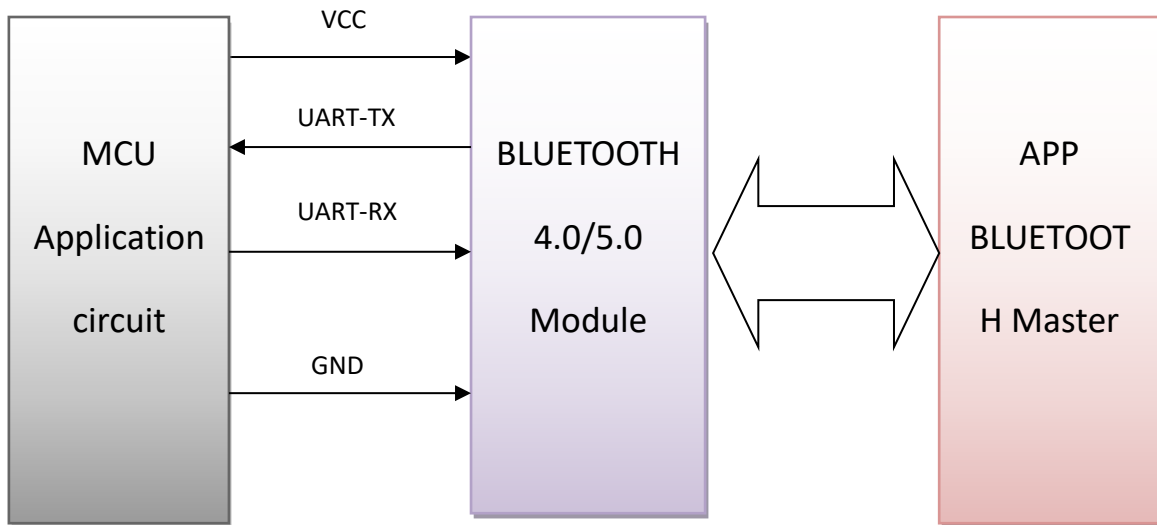 MCU
Application
circuit
VCC
UART-TX
UART-RX
GND
BLUETOOTH
4.0/5.0
Module
APP
BLUETOOT
H Master